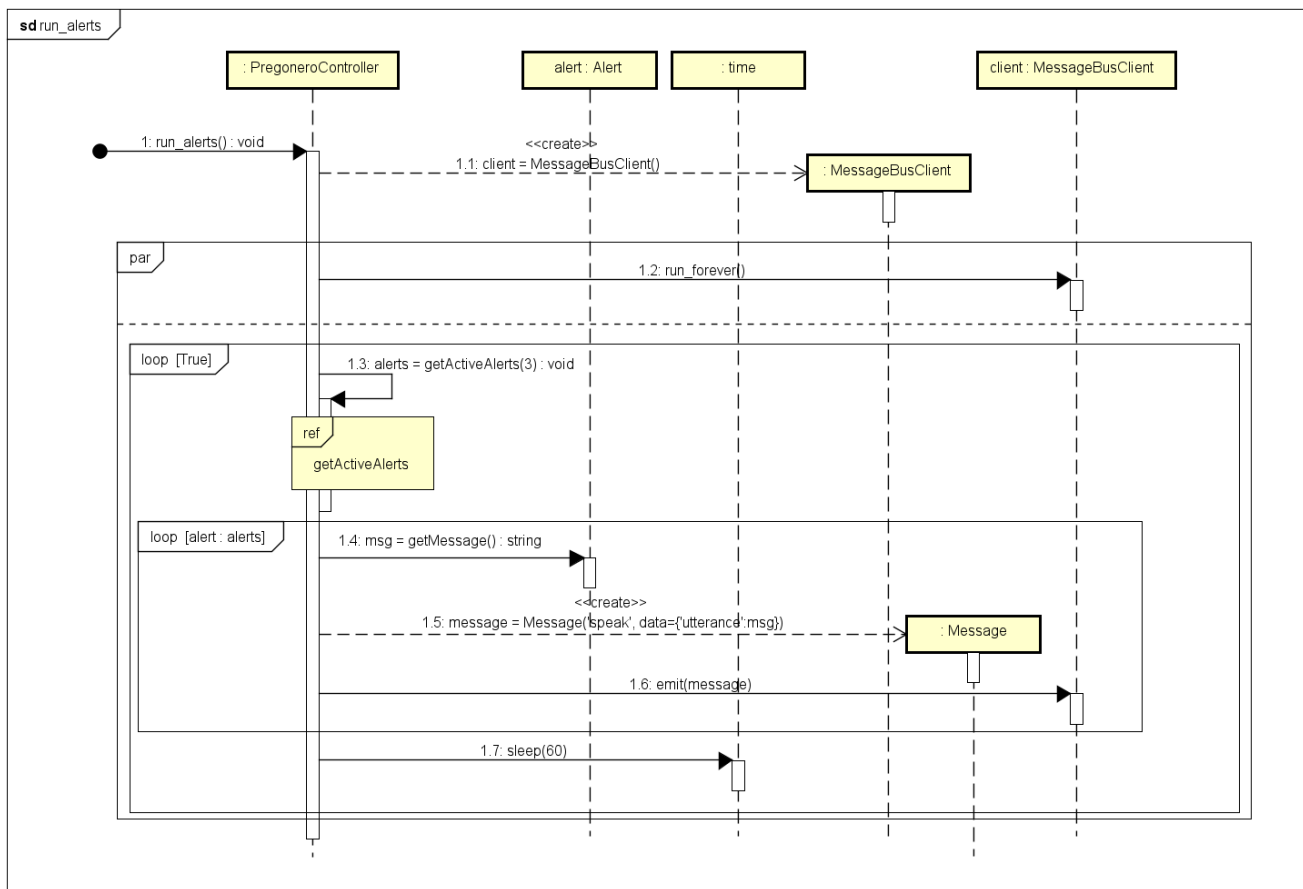 sd run_alerts
: PregoneroController
alert : Alert
: time
client : MessageBusClient
1: run_alerts() : void
<<create>>
1.1: client = MessageBusClient()
: MessageBusClient
par
1.2: run_forever()
loop [True]
1.3: alerts = getActiveAlerts(3) : void
ref
getActiveAlerts
loop [alert : alerts]
1.4: msg = getMessage() : string
<<create>>
1.5: message = Message('speak', data={'utterance':msg})
: Message
1.6: emit(message)
1.7: sleep(60)